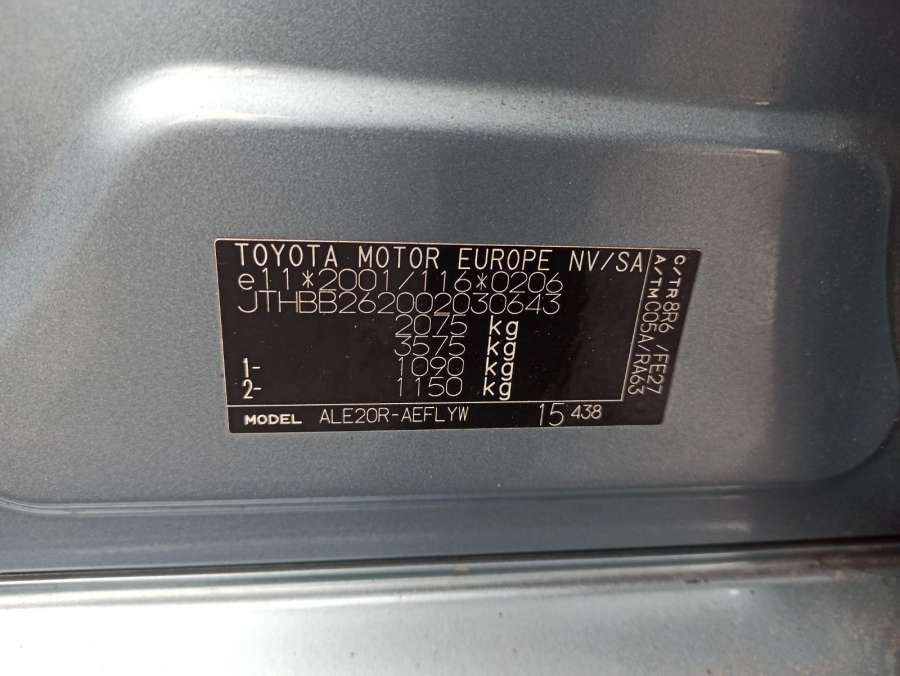 TOYOTA MOTOR EUROPE NV/SA
e11*2001/116*0206
JTHBB262002030643
2075 kg
3575 kg
1- 1090 kg
2- 1150 kg
MODEL ALE20R-AEFLYW 15 438
C/TR 8R6 /FE27
A/TM C05A/RA63